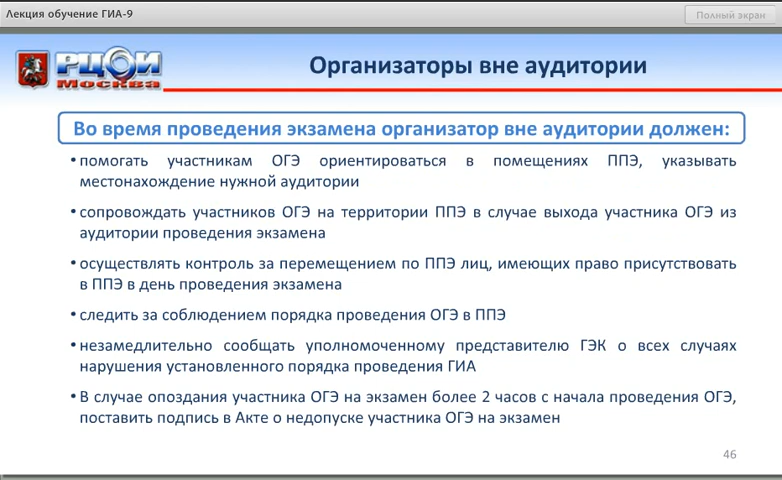 Лекция обучение ГИА-9
Полный экран
РЦОИ
Москва
Организаторы вне аудитории
Во время проведения экзамена организатор вне аудитории должен:
• помогать участникам ОГЭ ориентироваться в помещениях ППЭ, указывать
местонахождение нужной аудитории
• сопровождать участников ОГЭ на территории ППЭ в случае выхода участника ОГЭ из
аудитории проведения экзамена
• осуществлять контроль за перемещением по ППЭ лиц, имеющих право присутствовать
в ППЭ в день проведения экзамена
• следить за соблюдением порядка проведения ОГЭ в ППЭ
• незамедлительно сообщать уполномоченному представителю ГЭК о всех случаях
нарушения установленного порядка проведения ГИА
• В случае опоздания участника ОГЭ на экзамен более 2 часов с начала проведения ОГЭ,
поставить подпись в Акте о недопуске участника ОГЭ на экзамен
46